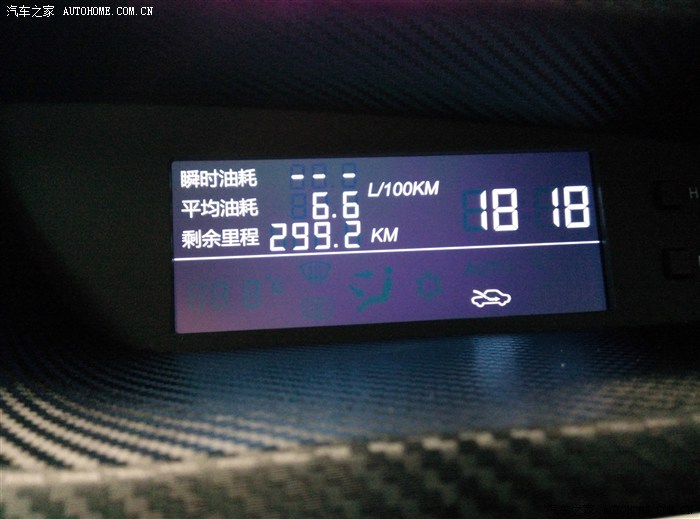 汽车之家 AUTOHOME.COM.CN
瞬时油耗 - - -
平均油耗 6.6 L/100KM
剩余里程 299.2 KM
18 18
H